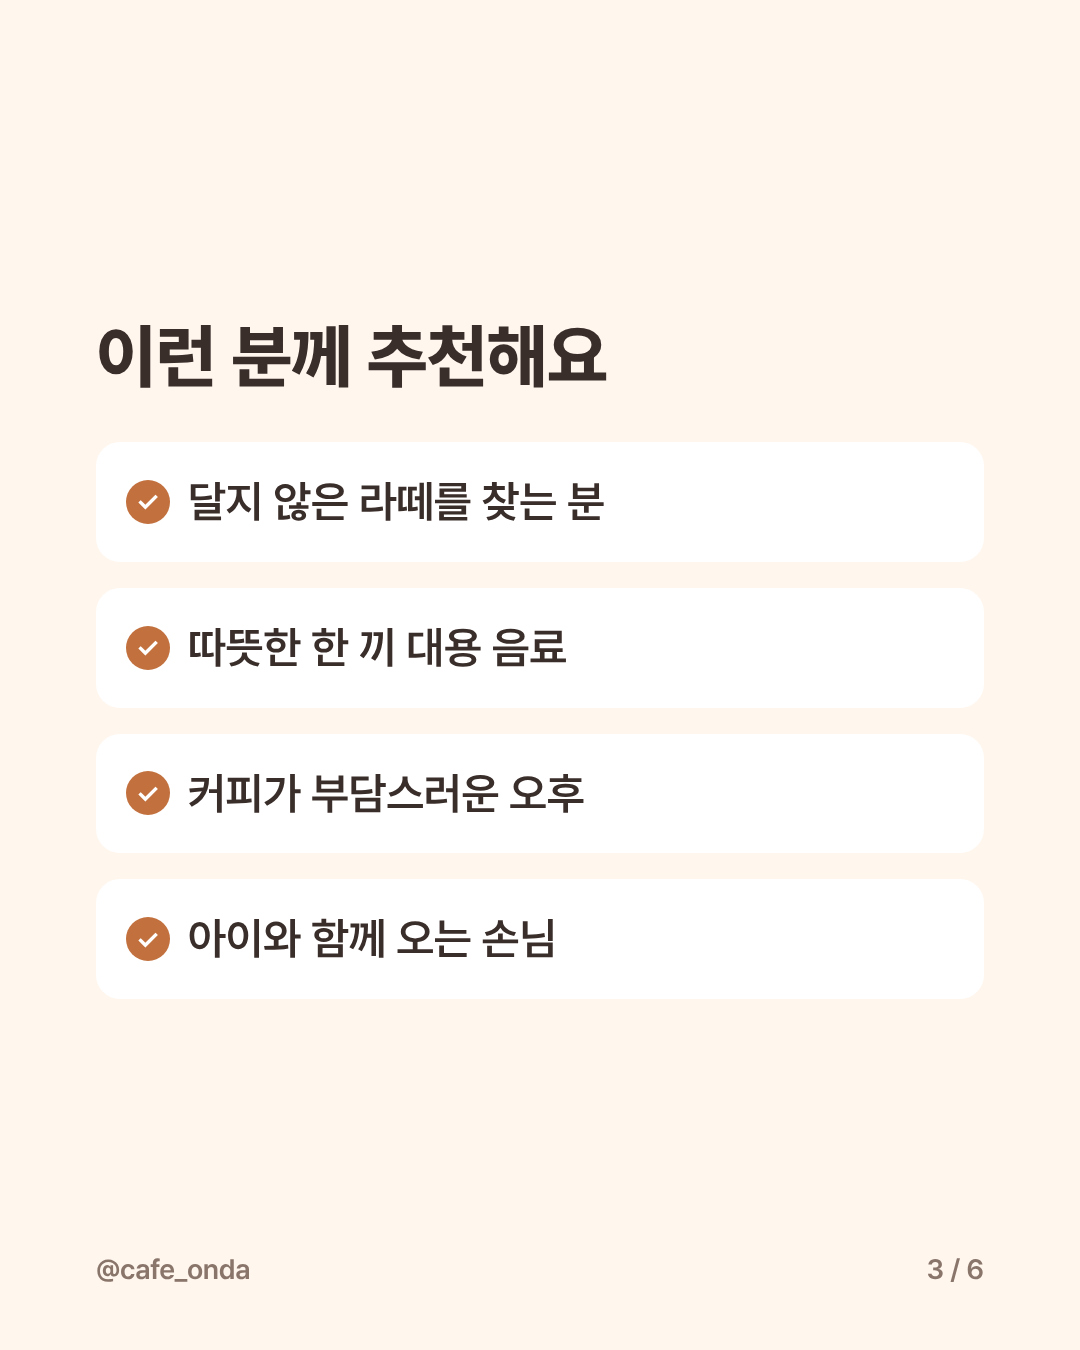 이런 분께 추천해요
달지 않은 라떼를 찾는 분
따뜻한 한 끼 대용 음료
커피가 부담스러운 오후
아이와 함께 오는 손님
@cafe_onda
3 / 6